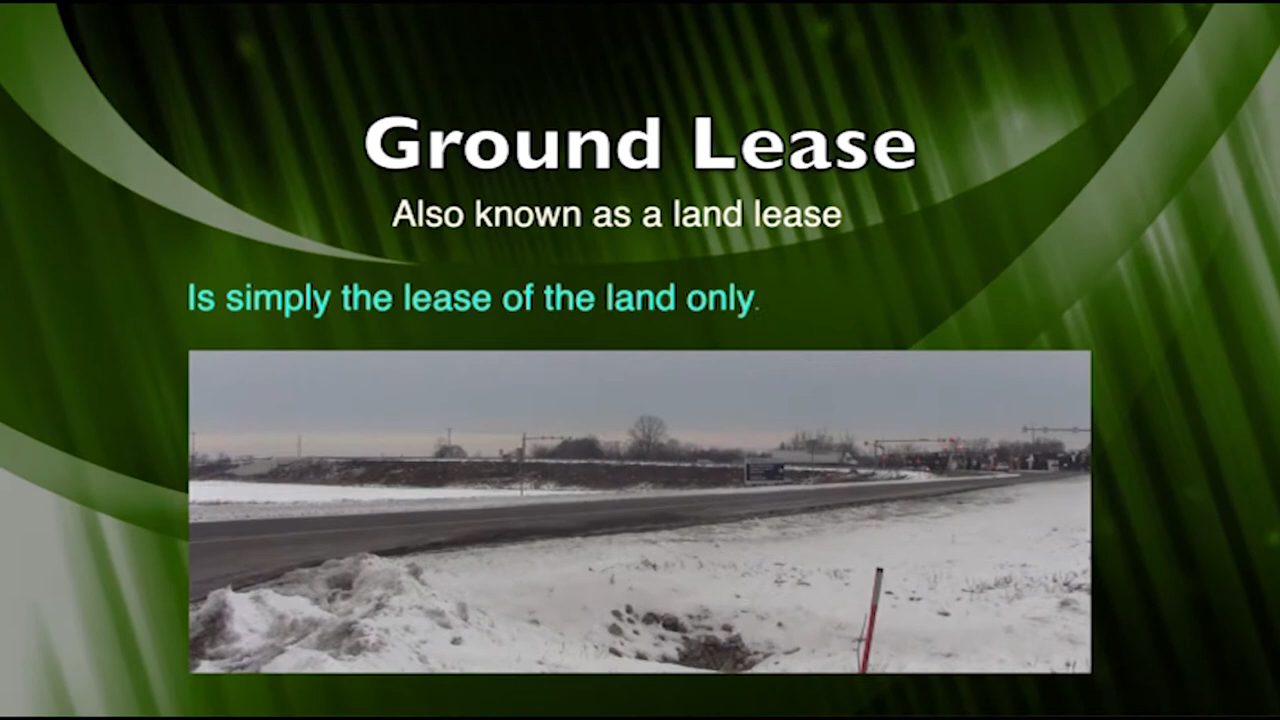 Ground Lease
Also known as a land lease
Is simply the lease of the land only.